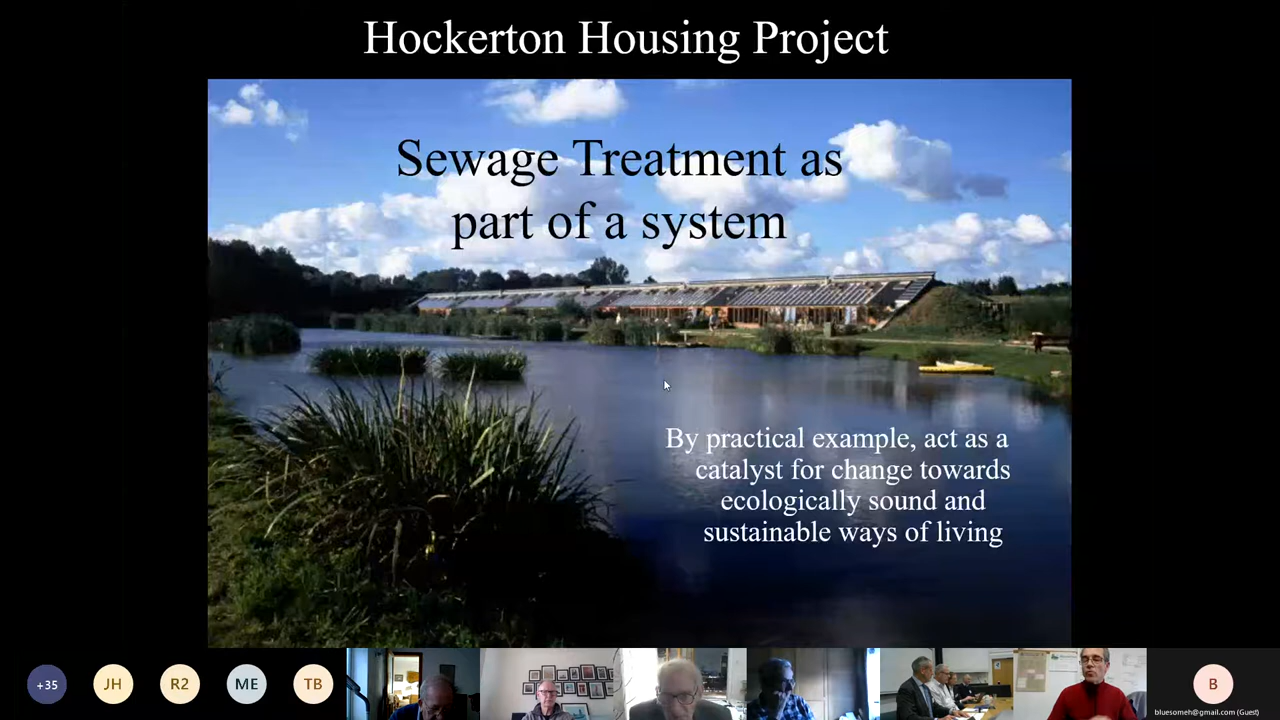 Hockerton Housing Project
Sewage Treatment as
part of a system
By practical example, act as a
catalyst for change towards
ecologically sound and
sustainable ways of living
+35
JH
R2
ME
TB
B
bluesomeh@gmail.com (Guest)